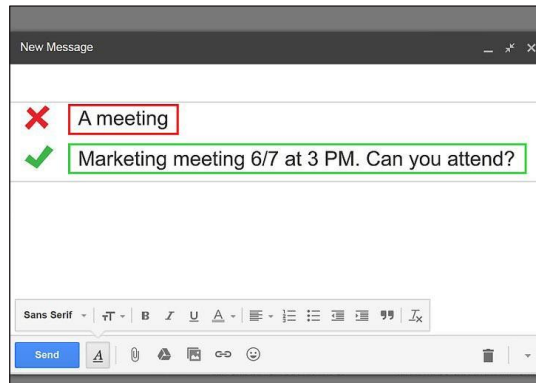 New Message
A meeting
Marketing meeting 6/7 at 3 PM. Can you attend?
Sans Serif
Send